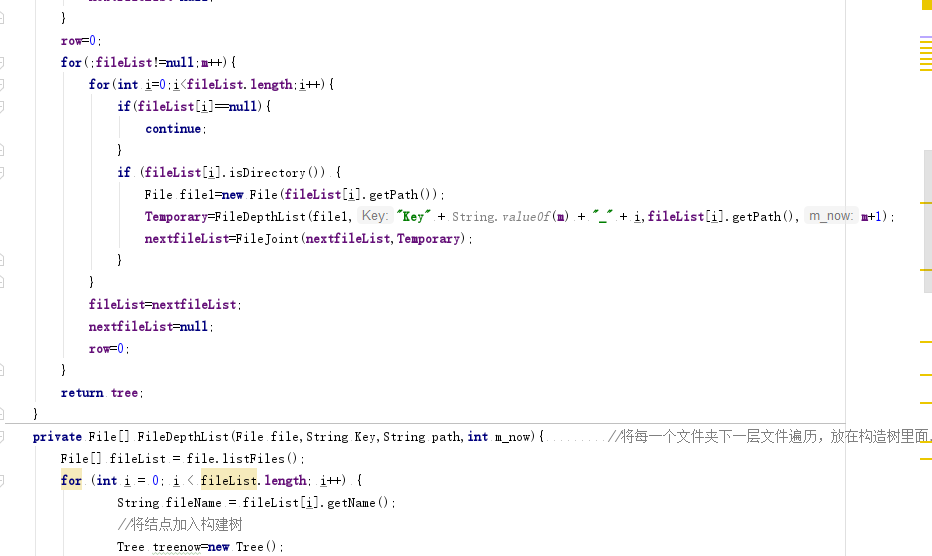 }
row=0;
for(;fileList!=null;m++){
for(int i=0;i<fileList.length;i++){
if(fileList[i]==null){
continue;
}
if (fileList[i].isDirectory()) {
File file1=new File(fileList[i].getPath());
Temporary=FileDepthList(file1, Key: "Key" + String.valueOf(m) + "_" + i,fileList[i].getPath(), m_now: m+1);
nextfileList=FileJoint(nextfileList,Temporary);
}
}
fileList=nextfileList;
nextfileList=null;
row=0;
}
return tree;
}
private File[] FileDepthList(File file,String Key,String path,int m_now){ //将每一个文件夹下一层文件遍历，放在构造树里面
File[] fileList = file.listFiles();
for (int i = 0; i < fileList.length; i++) {
String fileName = fileList[i].getName();
//将结点加入构建树
Tree treenow=new Tree();